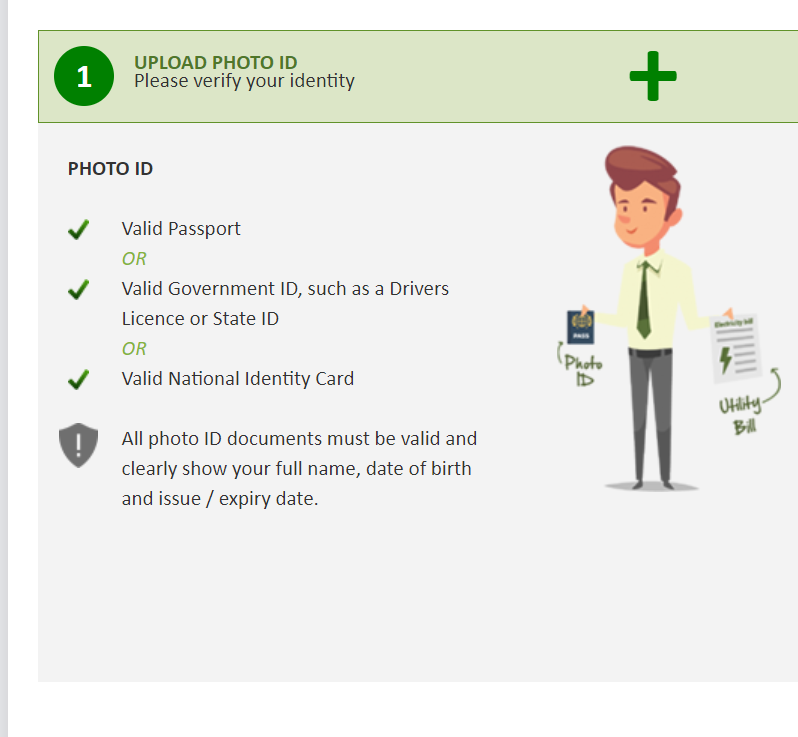 1
UPLOAD PHOTO ID
Please verify your identity
PHOTO ID
Valid Passport
OR
Valid Government ID, such as a Drivers
Licence or State ID
OR
Valid National Identity Card
All photo ID documents must be valid and
clearly show your full name, date of birth
and issue / expiry date.
PASS
Photo
ID
Electricity bill
Utility
Bill